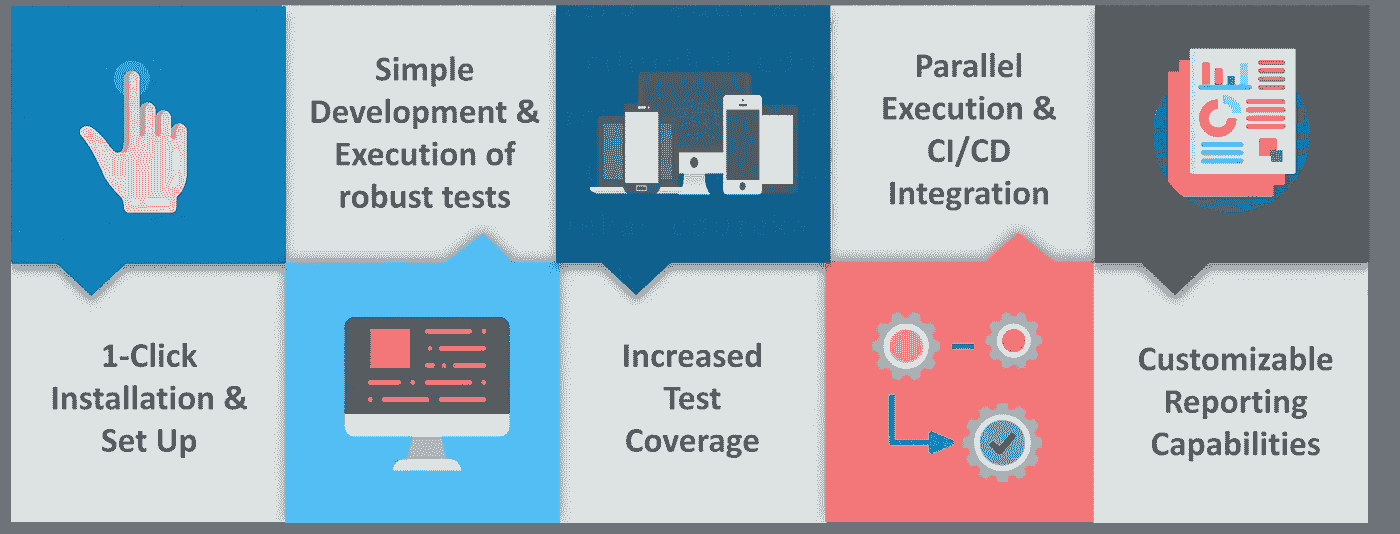 Simple
Development &
Execution of
robust tests
Parallel
Execution &
CI/CD
Integration
1-Click
Installation &
Set Up
Increased
Test
Coverage
Customizable
Reporting
Capabilities